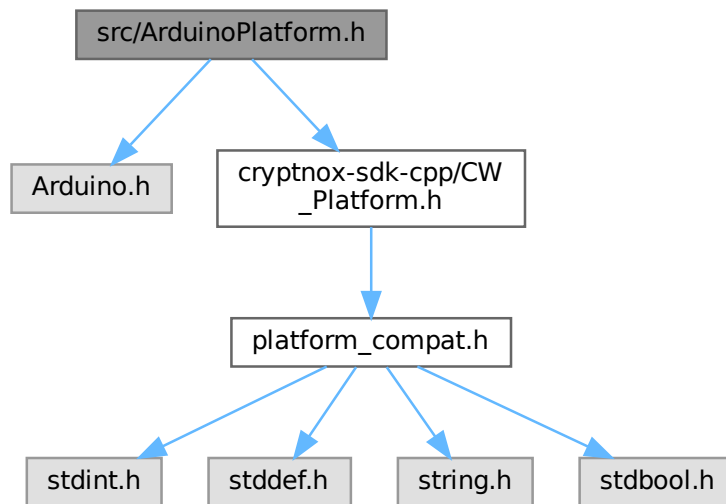 src/ArduinoPlatform.h
Arduino.h
cryptnox-sdk-cpp/CW
_Platform.h
platform_compat.h
stdint.h
stddef.h
string.h
stdbool.h